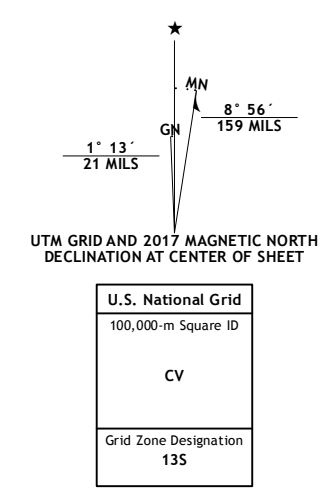 ★
MN
GN
8° 56´
159 MILS
1° 13´
21 MILS
UTM GRID AND 2017 MAGNETIC NORTH
DECLINATION AT CENTER OF SHEET
U.S. National Grid
100,000-m Square ID
CV
Grid Zone Designation
13S